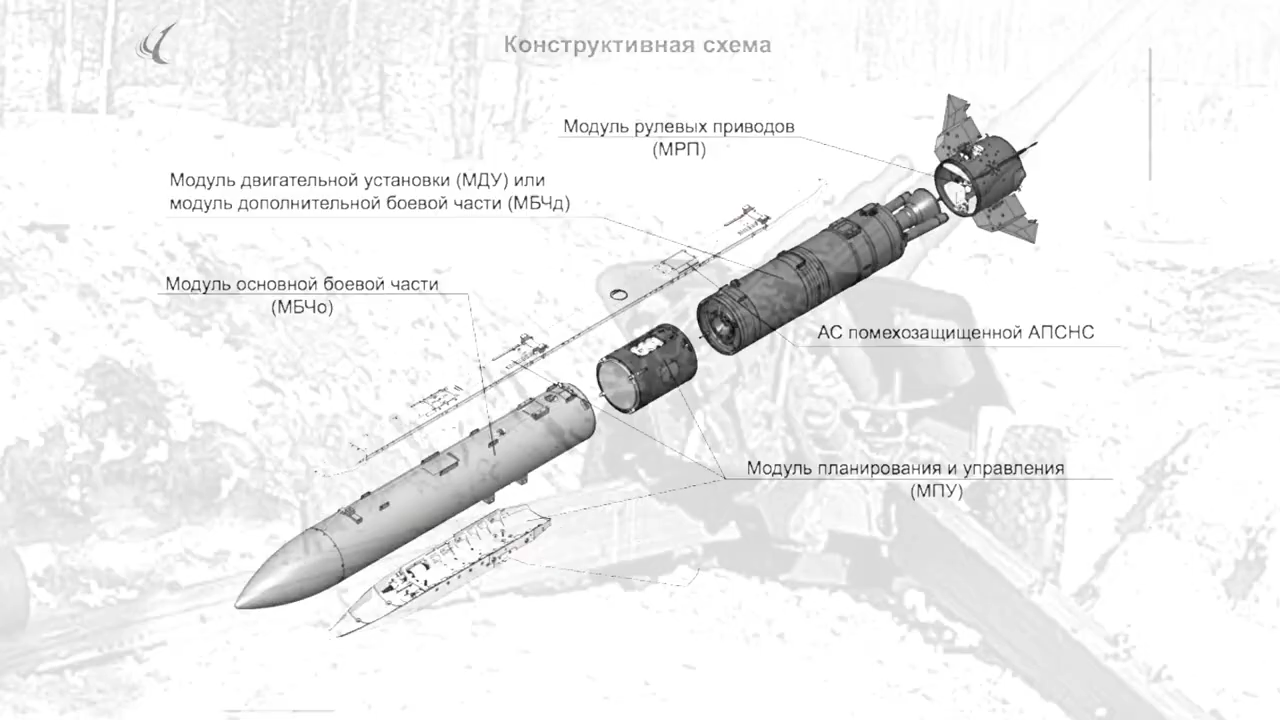 Конструктивная схема
Модуль рулевых приводов
(МРП)
Модуль двигательной установки (МДУ) или
модуль дополнительной боевой части (МБЧд)
Модуль основной боевой части
(МБЧо)
АС помехозащищенной АПСНС
Модуль планирования и управления
(МПУ)